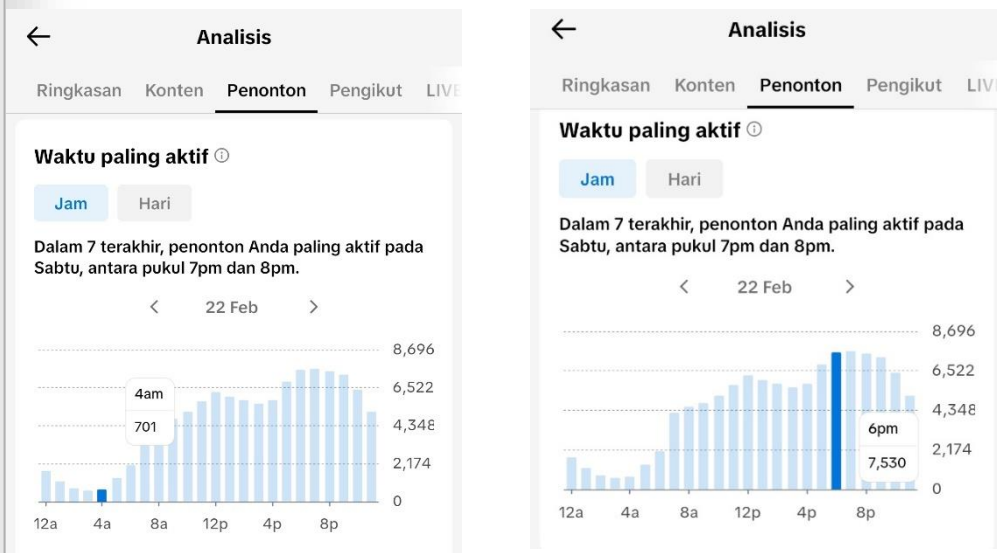 Analisis
Ringkasan Konten Penonton Pengikut LIVE
Waktu paling aktif
Jam Hari
Dalam 7 terakhir, penonton Anda paling aktif pada
Sabtu, antara pukul 7pm dan 8pm.
22 Feb
8,696
6,522
4,348
2,174
0
4am
701
12a 4a 8a 12p 4p 8p
Analisis
Ringkasan Konten Penonton Pengikut LIV
Waktu paling aktif
Jam Hari
Dalam 7 terakhir, penonton Anda paling aktif pada
Sabtu, antara pukul 7pm dan 8pm.
22 Feb
8,696
6,522
4,348
2,174
0
6pm
7,530
12a 4a 8a 12p 4p 8p